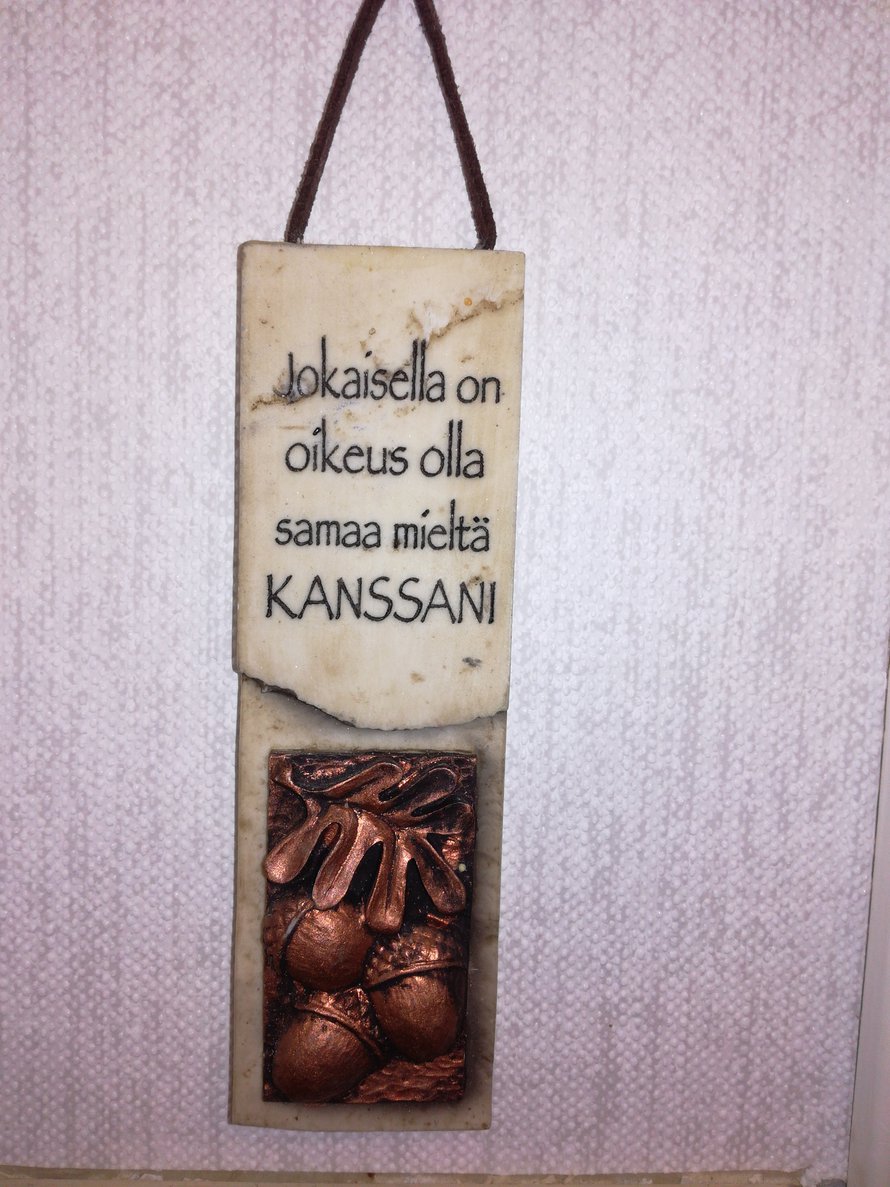 Jokaisella on
oikeus olla
samaa mieltä
KANSSANI